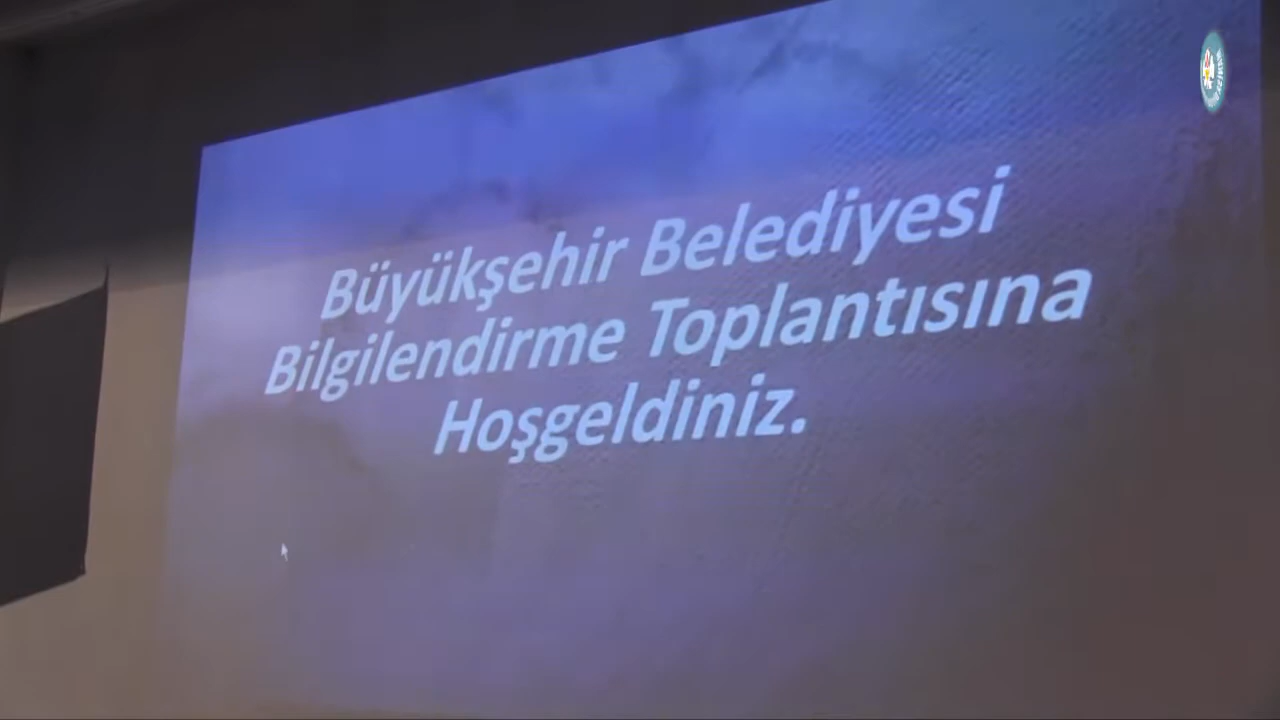 Büyükşehir Belediyesi
Bilgilendirme Toplantısına
Hoşgeldiniz.